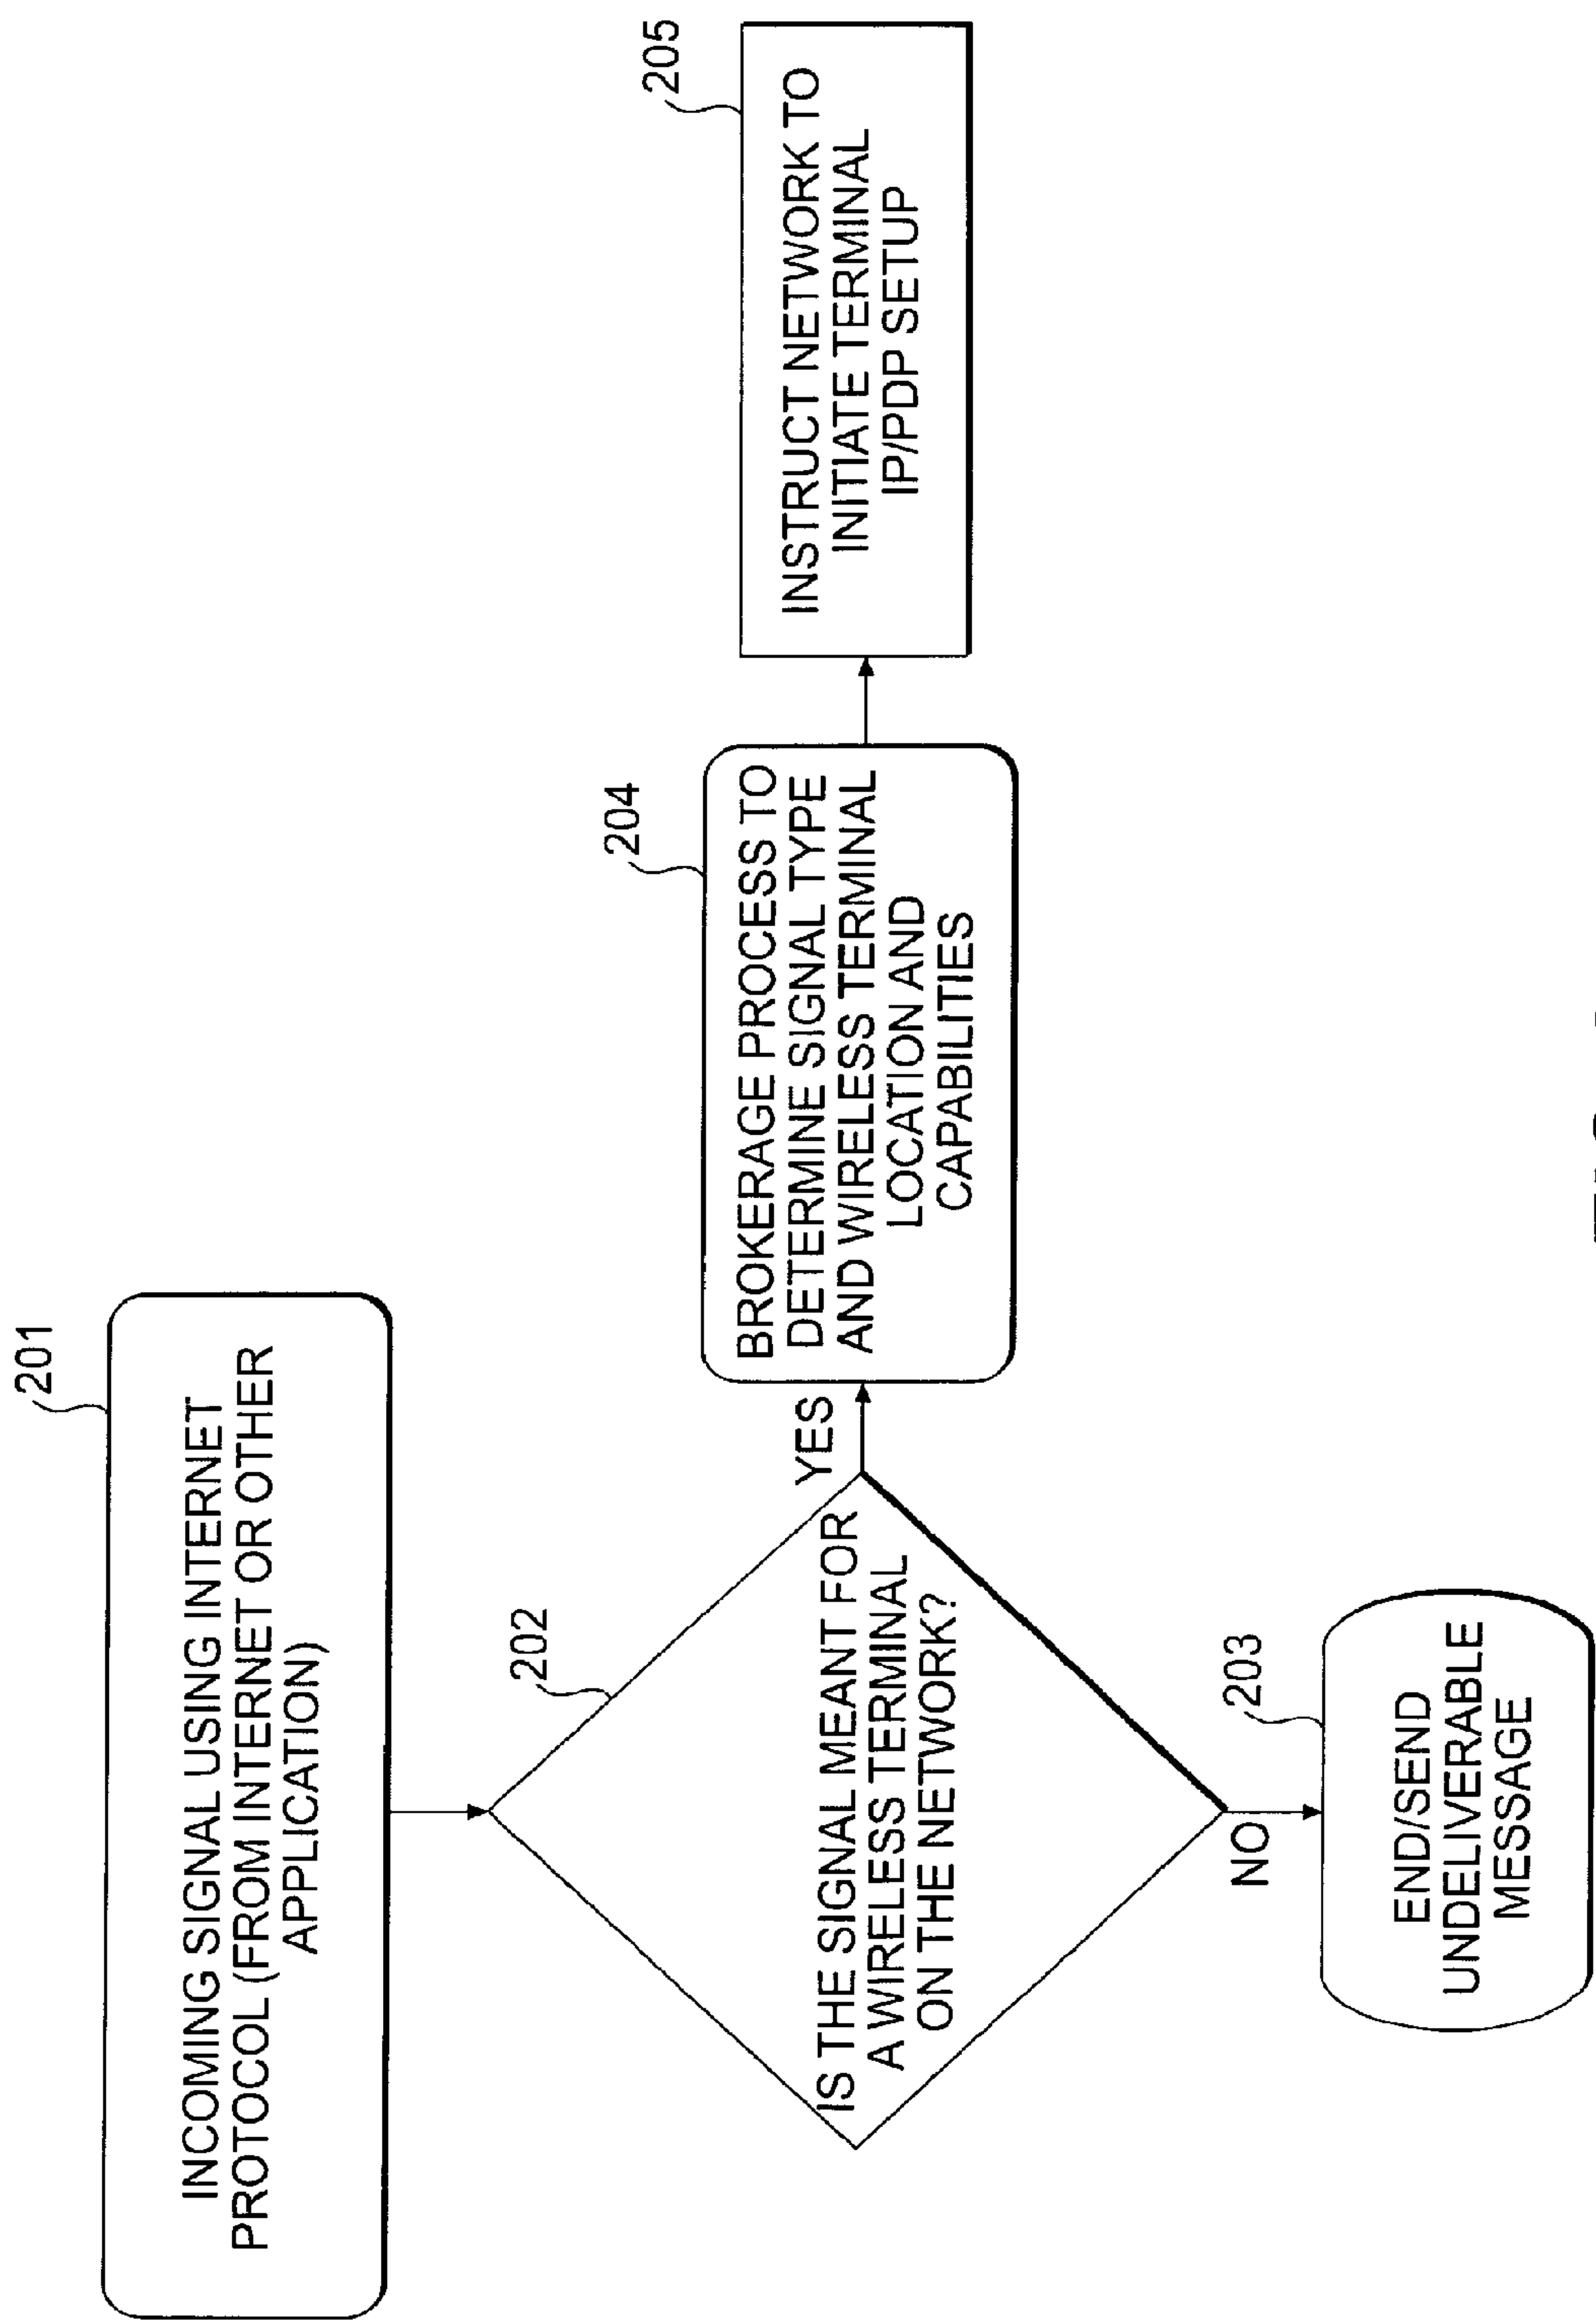 201
INCOMING SIGNAL USING INTERNET
PROTOCOL (FROM INTERNET OR OTHER
APPLICATION)
202
IS THE SIGNAL MEANT FOR
A WIRELESS TERMINAL
ON THE NETWORK?
YES
204
BROKERAGE PROCESS TO
DETERMINE SIGNAL TYPE
AND WIRELESS TERMINAL
LOCATION AND
CAPABILITIES
205
INSTRUCT NETWORK TO
INITIATE TERMINAL
IP/PDP SETUP
NO
203
END/SEND
UNDELIVERABLE
MESSAGE